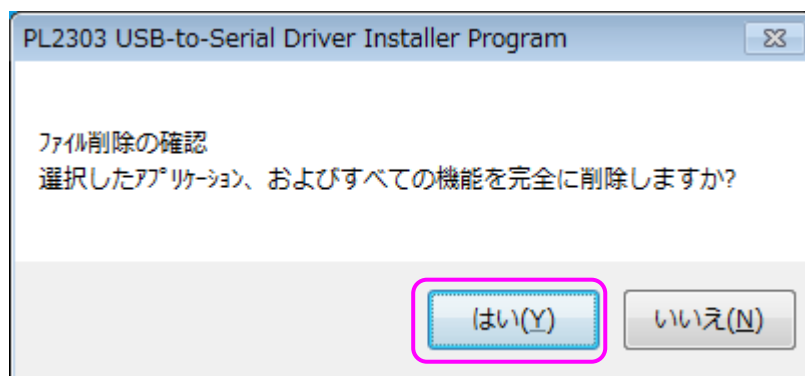 PL2303 USB-to-Serial Driver Installer Program
ﾌｧｲﾙ削除の確認
選択したｱﾌﾟﾘｹｰｼｮﾝ、およびすべての機能を完全に削除しますか?
はい(Y)
いいえ(N)